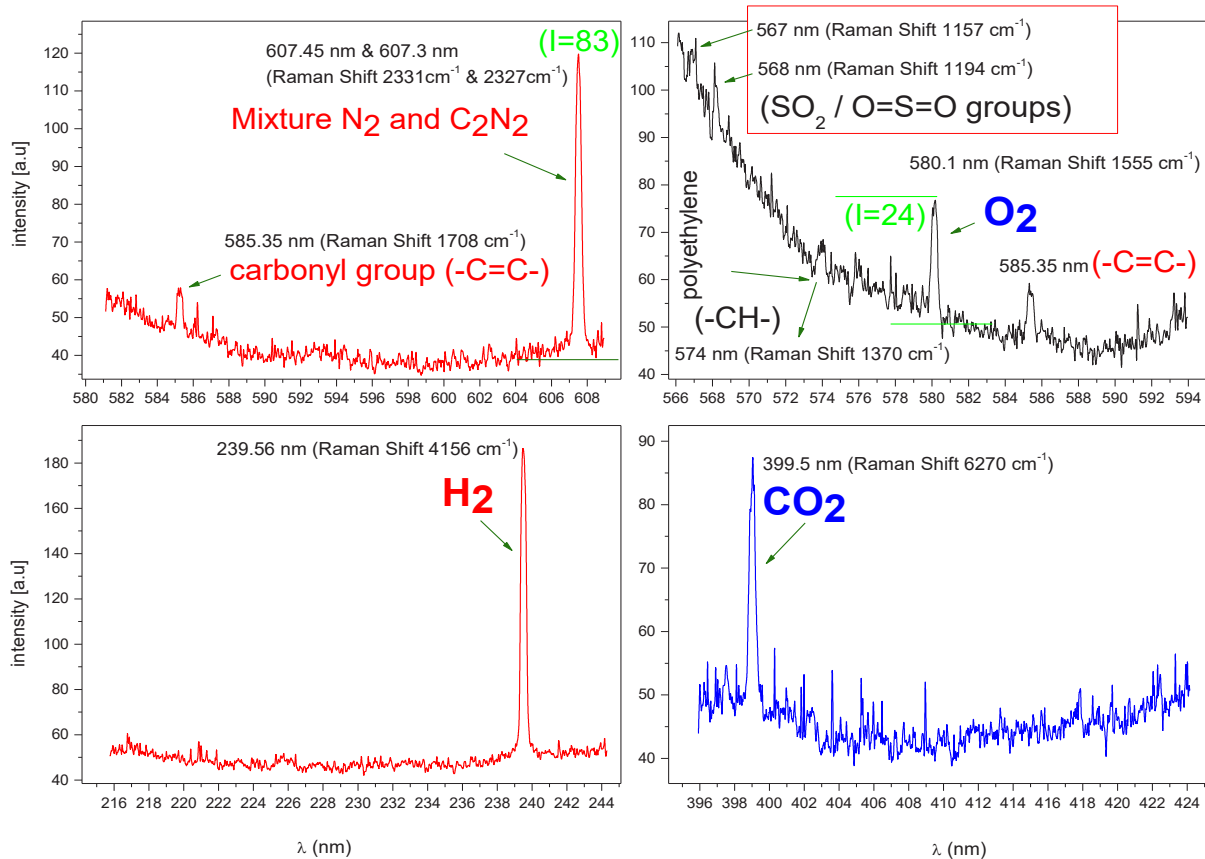 607.45 nm & 607.3 nm
(Raman Shift 2331cm⁻¹ & 2327cm⁻¹)
(I=83)
Mixture N₂ and C₂N₂
585.35 nm (Raman Shift 1708 cm⁻¹)
carbonyl group (-C=C-)
intensity [a.u]
120
110
100
90
80
70
60
50
40
580 582 584 586 588 590 592 594 596 598 600 602 604 606 608
567 nm (Raman Shift 1157 cm⁻¹)
568 nm (Raman Shift 1194 cm⁻¹)
(SO₂ / O=S=O groups)
580.1 nm (Raman Shift 1555 cm⁻¹)
(I=24)
O₂
585.35 nm (-C=C-)
polyethylene
(-CH-)
574 nm (Raman Shift 1370 cm⁻¹)
110
100
90
80
70
60
50
40
566 568 570 572 574 576 578 580 582 584 586 588 590 592 594
239.56 nm (Raman Shift 4156 cm⁻¹)
H₂
intensity [a.u]
180
160
140
120
100
80
60
40
216 218 220 222 224 226 228 230 232 234 236 238 240 242 244
λ (nm)
399.5 nm (Raman Shift 6270 cm⁻¹)
CO₂
90
80
70
60
50
40
396 398 400 402 404 406 408 410 412 414 416 418 420 422 424
λ (nm)